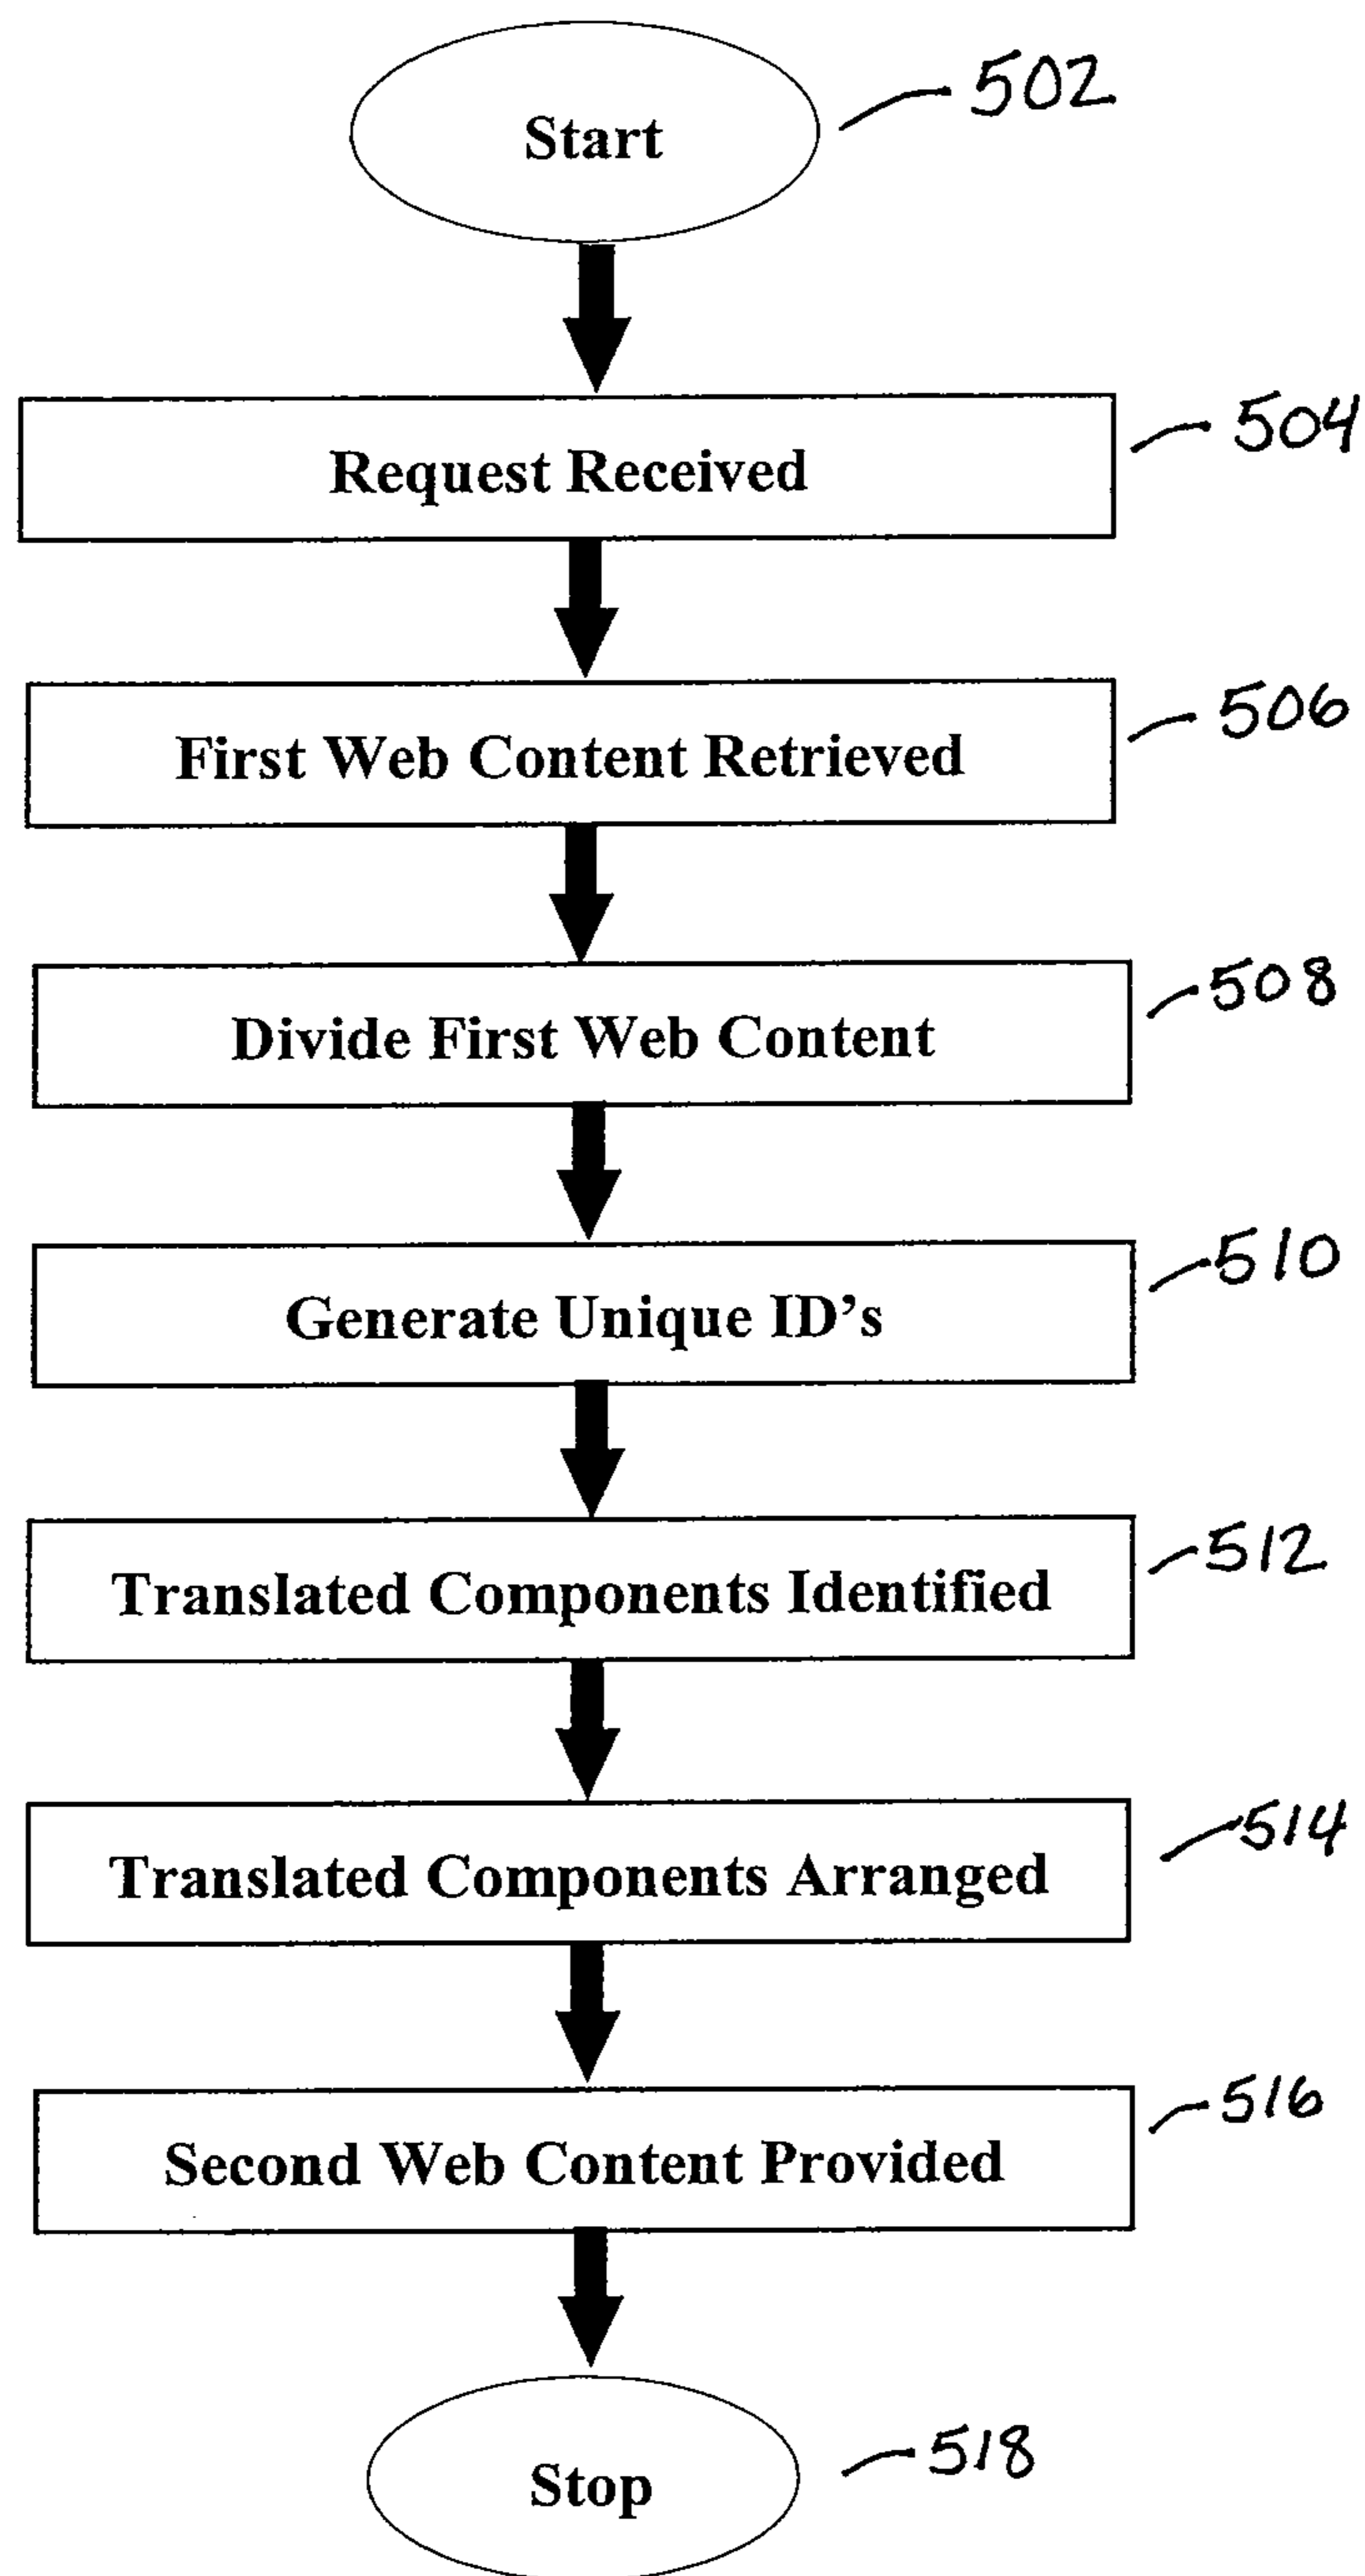 Start
502
Request Received
504
First Web Content Retrieved
506
Divide First Web Content
508
Generate Unique ID’s
510
Translated Components Identified
512
Translated Components Arranged
514
Second Web Content Provided
516
Stop
518